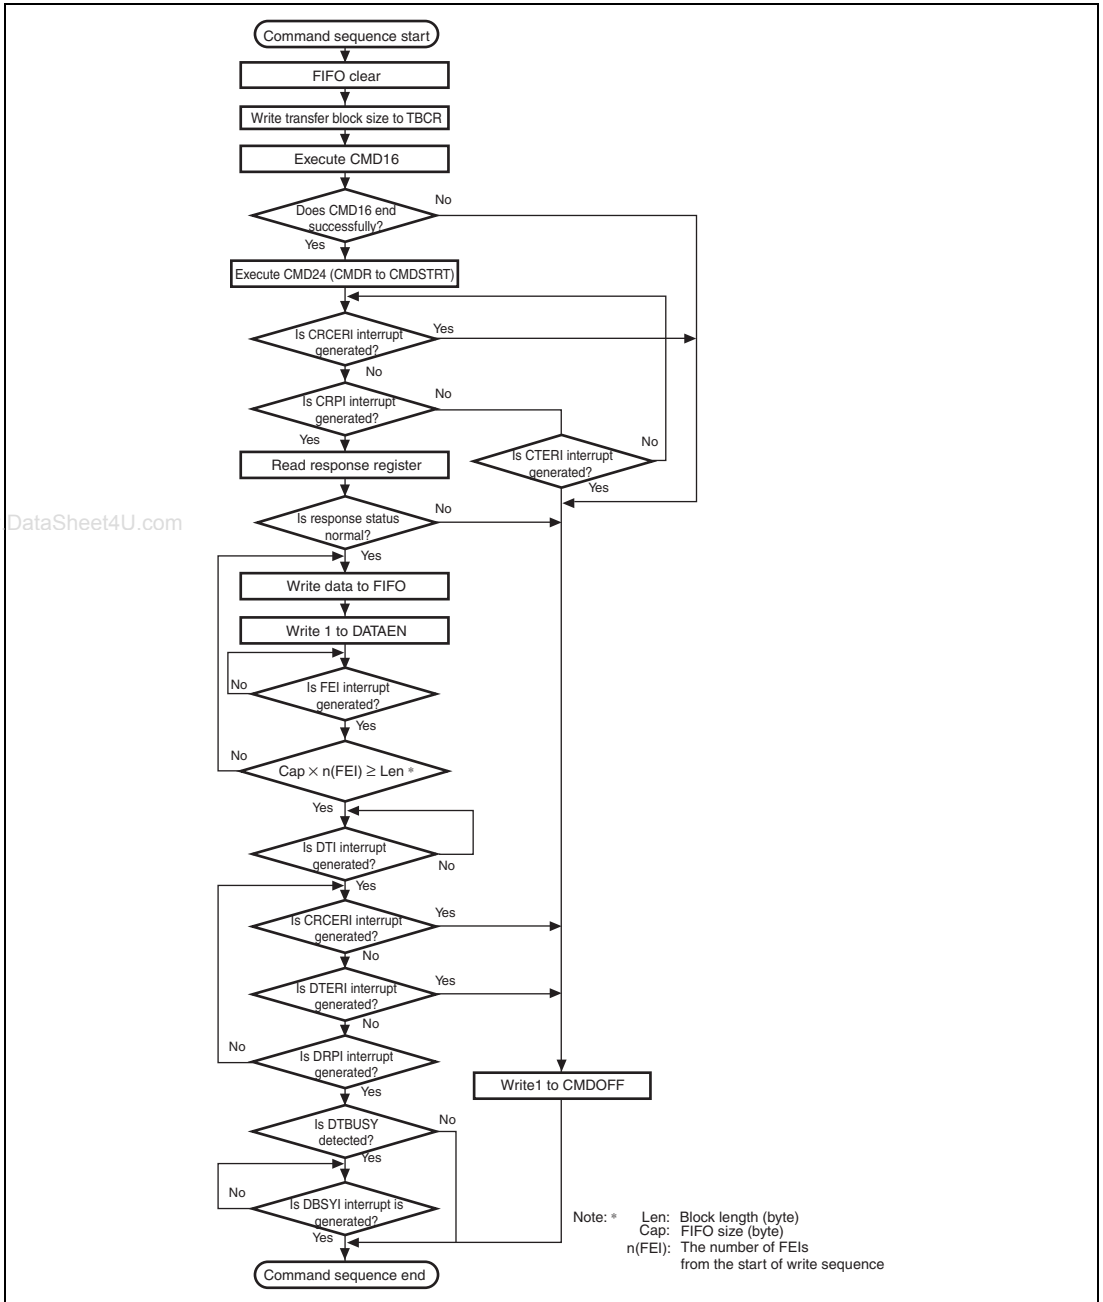 Command sequence start
FIFO clear
Write transfer block size to TBCR
Execute CMD16
No
Does CMD16 end
successfully?
Yes
Execute CMD24 (CMDR to CMDSTRT)
Is CRCERI interrupt
generated?
Yes
No
Is CRPI interrupt
generated?
No
Yes
Read response register
Is CTERI interrupt
generated?
No
Yes
Is response status
normal?
No
DataSheet4U.com
Yes
Write data to FIFO
Write 1 to DATAEN
Is FEI interrupt
generated?
No
Yes
No
Cap × n(FEI) ≥ Len *
Yes
Is DTI interrupt
generated?
No
Yes
Is CRCERI interrupt
generated?
Yes
No
Is DTERI interrupt
generated?
Yes
No
No
Is DRPI interrupt
generated?
Yes
Write1 to CMDOFF
Is DTBUSY
detected?
No
Yes
No
Is DBSYI interrupt is
generated?
Yes
Command sequence end
Note: * Len: Block length (byte)
Cap: FIFO size (byte)
n(FEI): The number of FEIs
from the start of write sequence